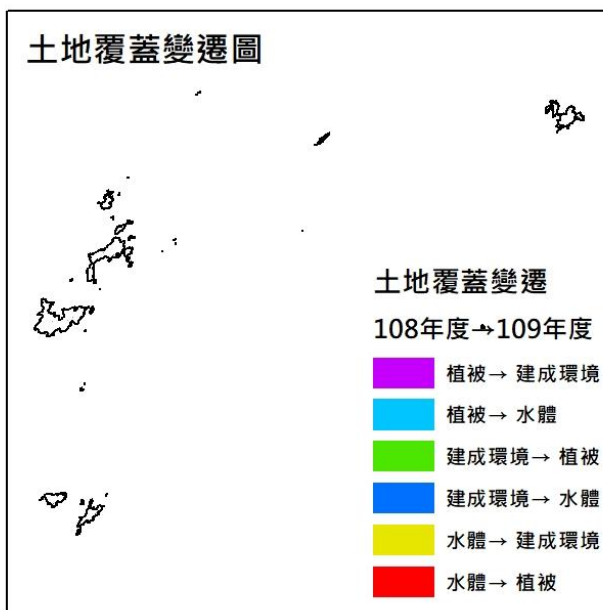 土地覆蓋變遷圖
土地覆蓋變遷
108年度→109年度
植被→ 建成環境
植被→ 水體
建成環境→ 植被
建成環境→ 水體
水體→ 建成環境
水體→ 植被